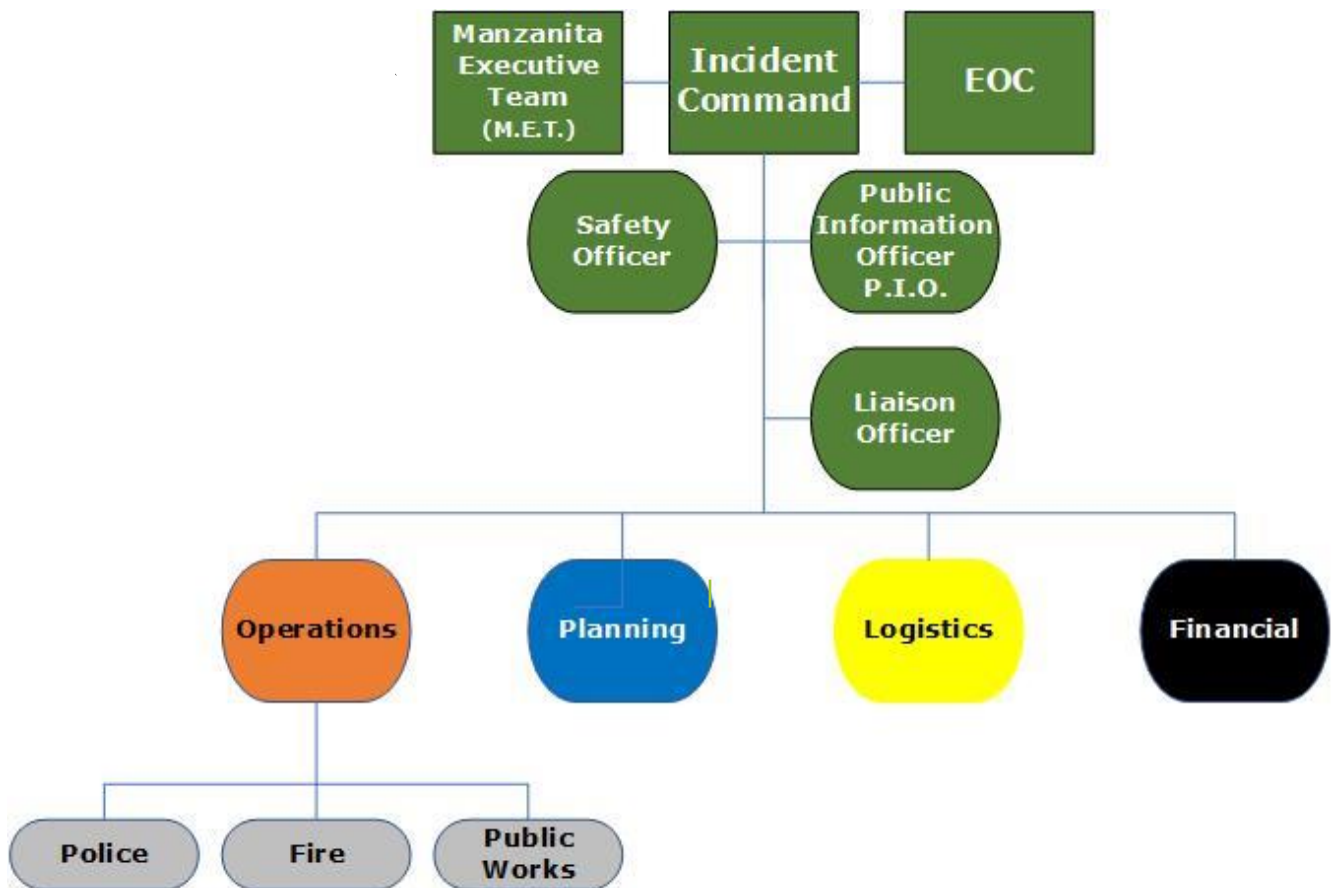 Manzanita
Executive
Team
(M.E.T.)
Incident
Command
EOC
Safety
Officer
Public
Information
Officer
P.I.O.
Liaison
Officer
Operations
Planning
Logistics
Financial
Police
Fire
Public
Works